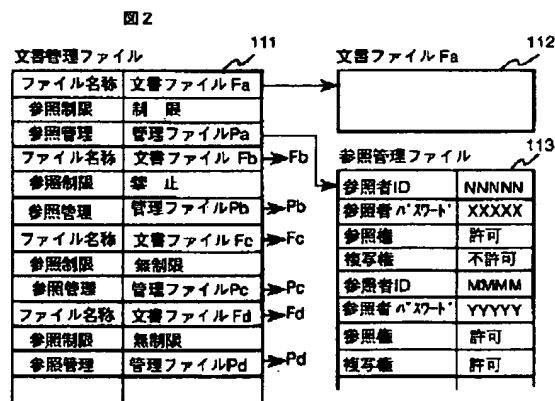 図2
文書管理ファイル 111
ファイル名称 文書ファイル Fa
参照制限 制 限
参照管理 管理ファイルPa
ファイル名称 文書ファイル Fb Fb
参照制限 禁 止
参照管理 管理ファイルPb Pb
ファイル名称 文書ファイル Fc Fc
参照制限 無制限
参照管理 管理ファイルPc Pc
ファイル名称 文書ファイル Fd Fd
参照制限 無制限
参照管理 管理ファイルPd Pd
文書ファイル Fa 112
参照管理ファイル 113
参照者ID NNNNN
参照者パスワード XXXXX
参照権 許可
複写権 不許可
参照者ID MMMM
参照者パスワード YYYYY
参照権 許可
複写権 許可